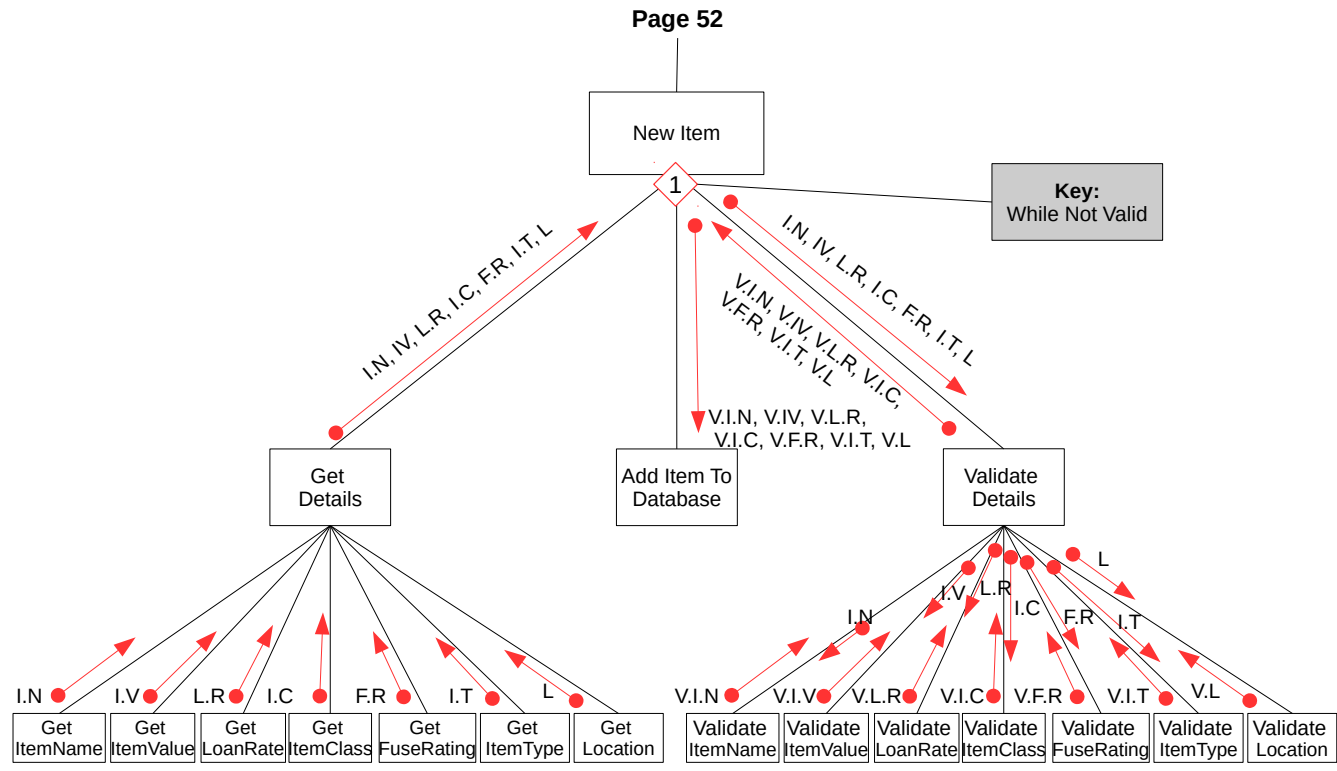 Page 52
New Item
1
Key:
While Not Valid
I.N, IV, L.R, I.C, F.R, I.T, L
I.N, IV, L.R, I.C, F.R, I.T, L
V.I.N, V.IV, V.L.R, V.I.C,
V.F.R, V.I.T, V.L
V.I.N, V.IV, V.L.R,
V.I.C, V.F.R, V.I.T, V.L
Get
Details
Add Item To
Database
Validate
Details
I.N
I.V
L.R
I.C
F.R
I.T
L
I.N
I.V
L.R
I.C
F.R
I.T
L
V.I.N
V.I.V
V.L.R
V.I.C
V.F.R
V.I.T
V.L
Get
ItemName
Get
ItemValue
Get
LoanRate
Get
ItemClass
Get
FuseRating
Get
ItemType
Get
Location
Validate
ItemName
Validate
ItemValue
Validate
LoanRate
Validate
ItemClass
Validate
FuseRating
Validate
ItemType
Validate
Location